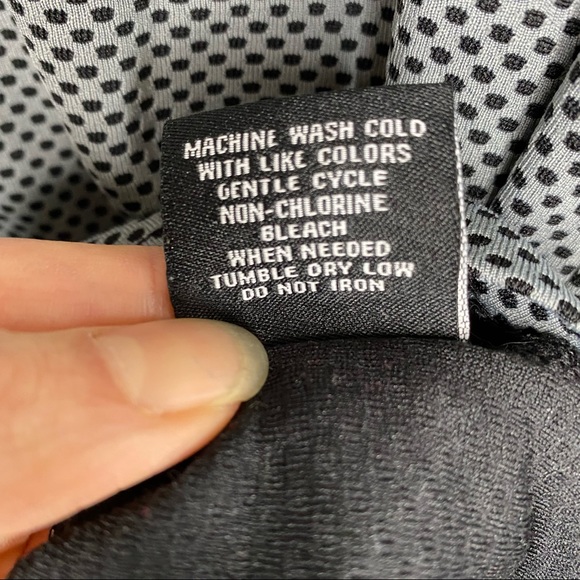 MACHINE WASH COLD
WITH LIKE COLORS
GENTLE CYCLE
NON-CHLORINE
BLEACH
WHEN NEEDED
TUMBLE DRY LOW
DO NOT IRON